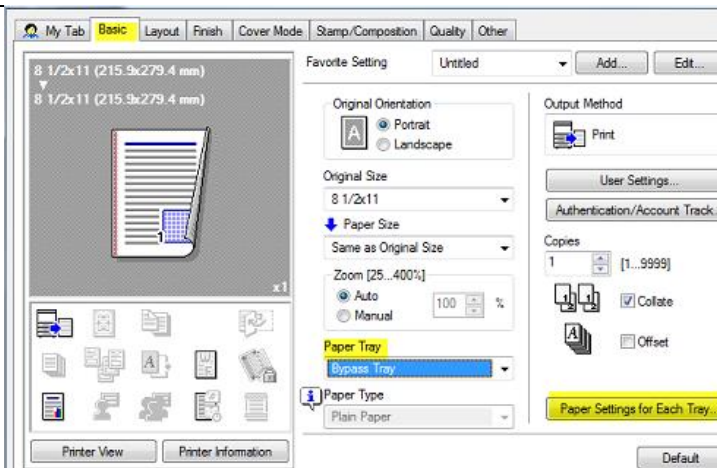 My Tab Basic Layout Finish Cover Mode Stamp/Composition Quality Other
8 1/2x11 (215.9x279.4 mm)
8 1/2x11 (215.9x279.4 mm)
1
x1
Favorite Setting Untitled Add... Edit...
Original Orientation
A
Portrait
Landscape
Original Size
8 1/2x11
Paper Size
Same as Original Size
Zoom [25...400%]
Auto
Manual
100 %
Paper Tray
Bypass Tray
Paper Type
Plain Paper
Output Method
Print
User Settings...
Authentication/Account Track.
Copies
1 [1...9999]
Collate
Offset
Paper Settings for Each Tray...
Printer View Printer Information
Default